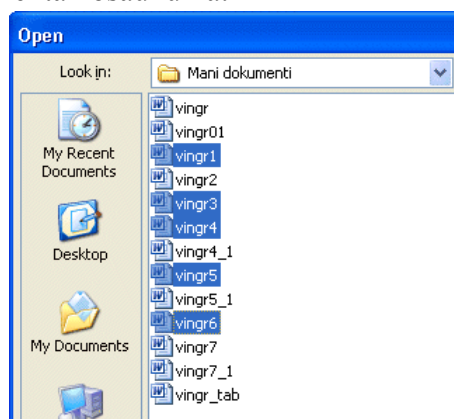 Open
Look in:
Mani dokumenti
My Recent
Documents
Desktop
My Documents
vingr
vingr01
vingr1
vingr2
vingr3
vingr4
vingr4_1
vingr5
vingr5_1
vingr6
vingr7
vingr7_1
vingr_tab